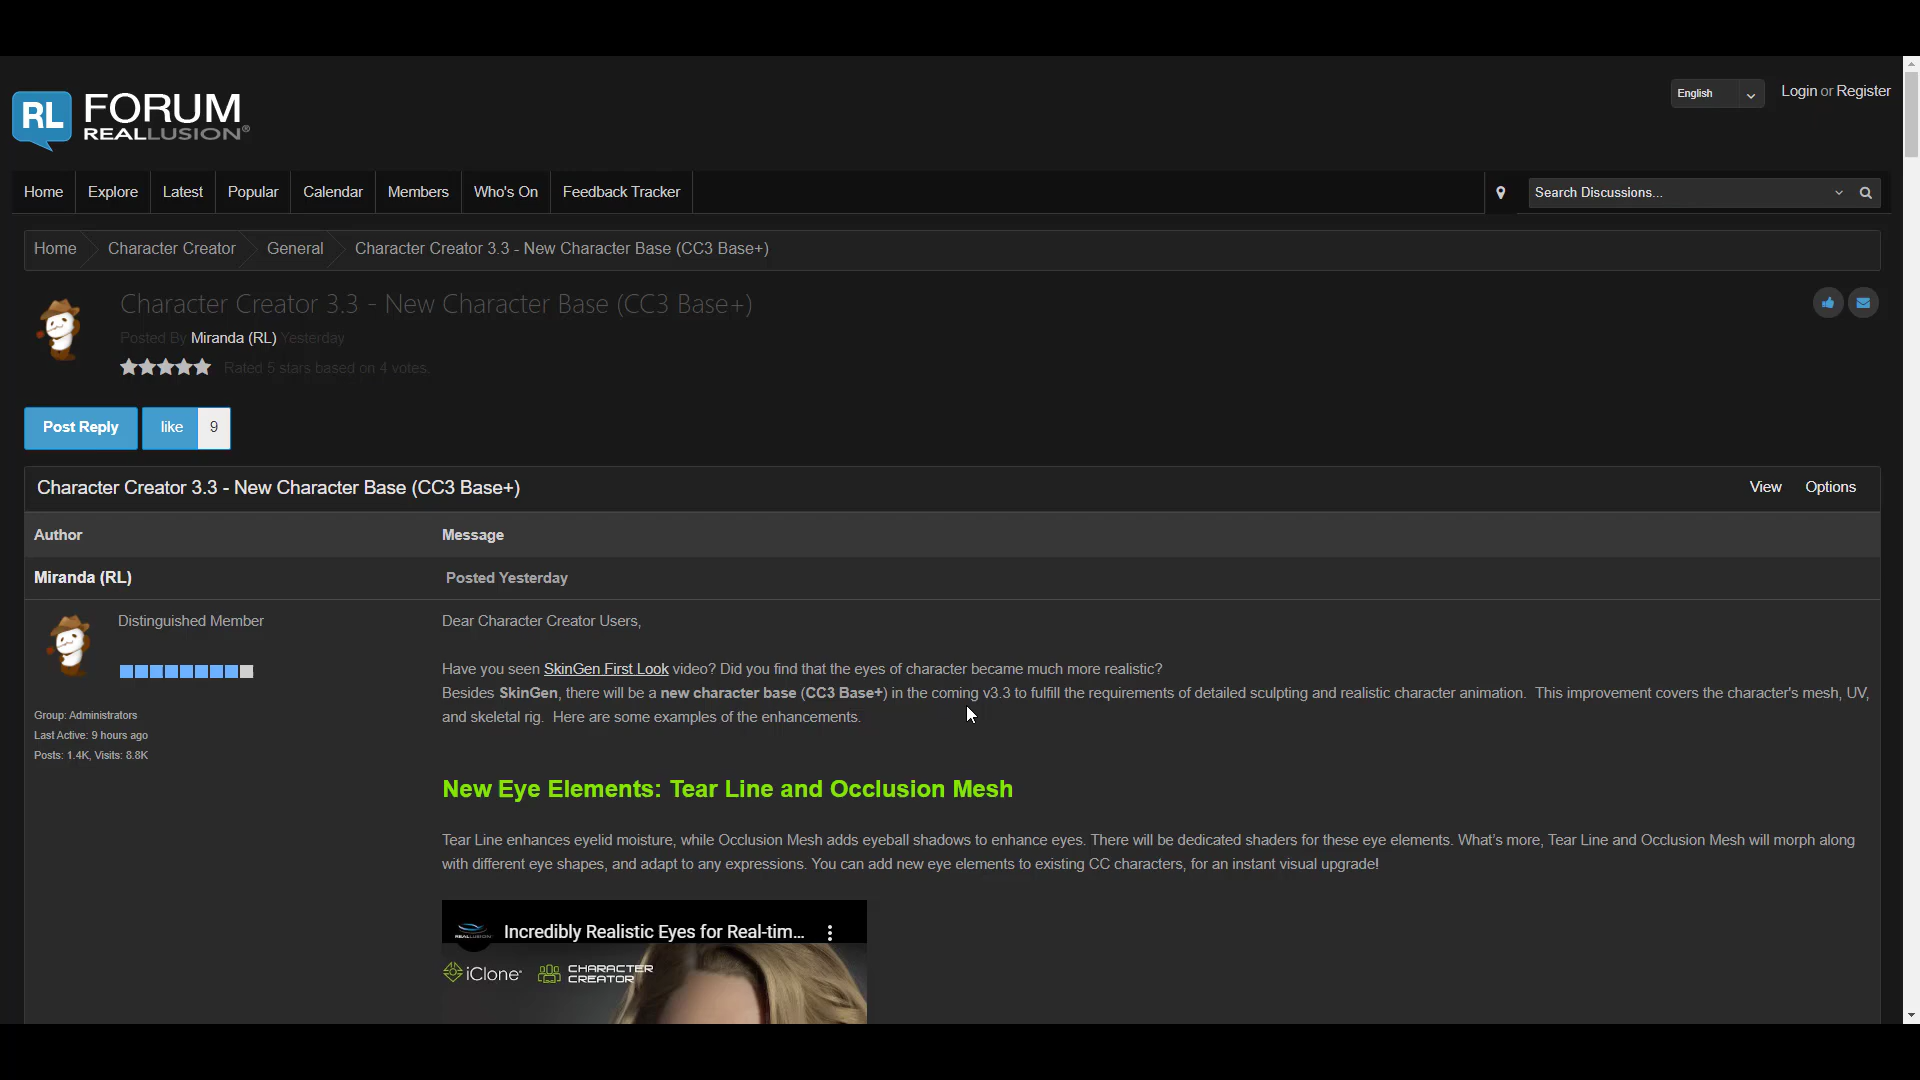 RL FORUM
REALLUSION®
English
Login or Register
Home Explore Latest Popular Calendar Members Who's On Feedback Tracker
Search Discussions...
Home Character Creator General Character Creator 3.3 - New Character Base (CC3 Base+)
Character Creator 3.3 - New Character Base (CC3 Base+)
Posted By Miranda (RL) Yesterday
Rated 5 stars based on 4 votes.
Post Reply like 9
Character Creator 3.3 - New Character Base (CC3 Base+)
View Options
Author Message
Miranda (RL) Posted Yesterday
Distinguished Member
Group: Administrators
Last Active: 9 hours ago
Posts: 1.4K, Visits: 8.8K
Dear Character Creator Users,
Have you seen SkinGen First Look video? Did you find that the eyes of character became much more realistic?
Besides SkinGen, there will be a new character base (CC3 Base+) in the coming v3.3 to fulfill the requirements of detailed sculpting and realistic character animation. This improvement covers the character's mesh, UV,
and skeletal rig. Here are some examples of the enhancements.
New Eye Elements: Tear Line and Occlusion Mesh
Tear Line enhances eyelid moisture, while Occlusion Mesh adds eyeball shadows to enhance eyes. There will be dedicated shaders for these eye elements. What's more, Tear Line and Occlusion Mesh will morph along
with different eye shapes, and adapt to any expressions. You can add new eye elements to existing CC characters, for an instant visual upgrade!
REALLUSION Incredibly Realistic Eyes for Real-tim...
iClone CHARACTER
CREATOR